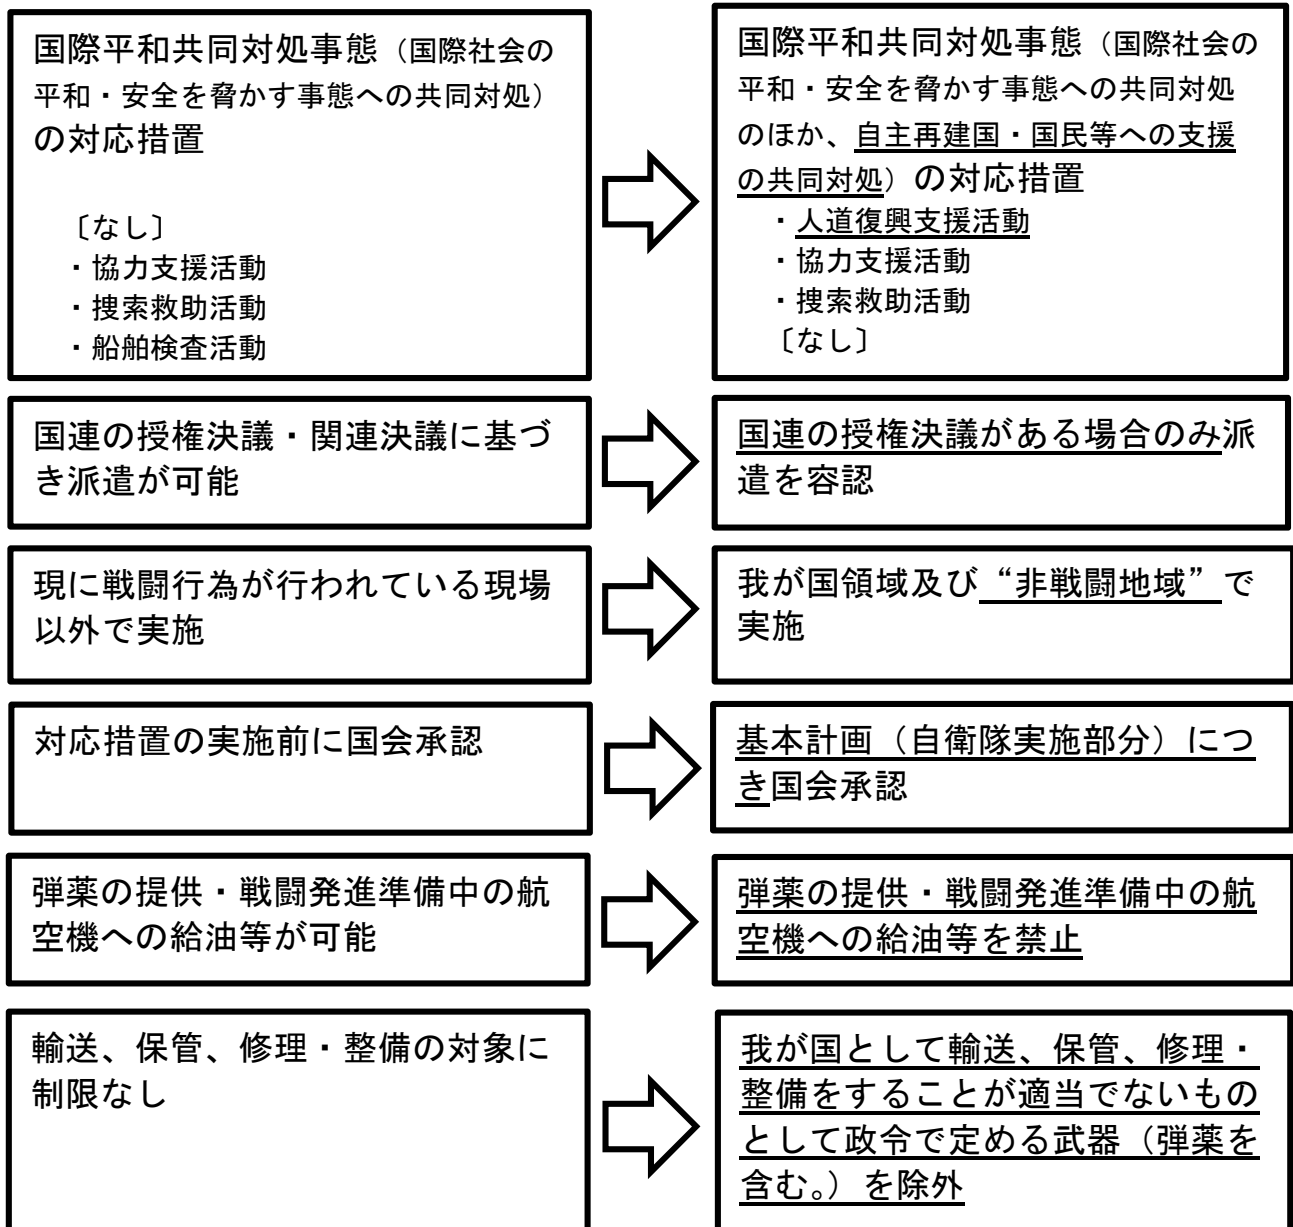 国際平和共同対処事態（国際社会の
平和・安全を脅かす事態への共同対処）
の対応措置
〔なし〕
・協力支援活動
・捜索救助活動
・船舶検査活動
国際平和共同対処事態（国際社会の
平和・安全を脅かす事態への共同対処
のほか、自主再建国・国民等への支援
の共同対処）の対応措置
・人道復興支援活動
・協力支援活動
・捜索救助活動
〔なし〕
国連の授権決議・関連決議に基づ
き派遣が可能
国連の授権決議がある場合のみ派
遣を容認
現に戦闘行為が行われている現場
以外で実施
我が国領域及び“非戦闘地域”で
実施
対応措置の実施前に国会承認
基本計画（自衛隊実施部分）につ
き国会承認
弾薬の提供・戦闘発進準備中の航
空機への給油等が可能
弾薬の提供・戦闘発進準備中の航
空機への給油等を禁止
輸送、保管、修理・整備の対象に
制限なし
我が国として輸送、保管、修理・
整備をすることが適当でないもの
として政令で定める武器（弾薬を
含む。）を除外